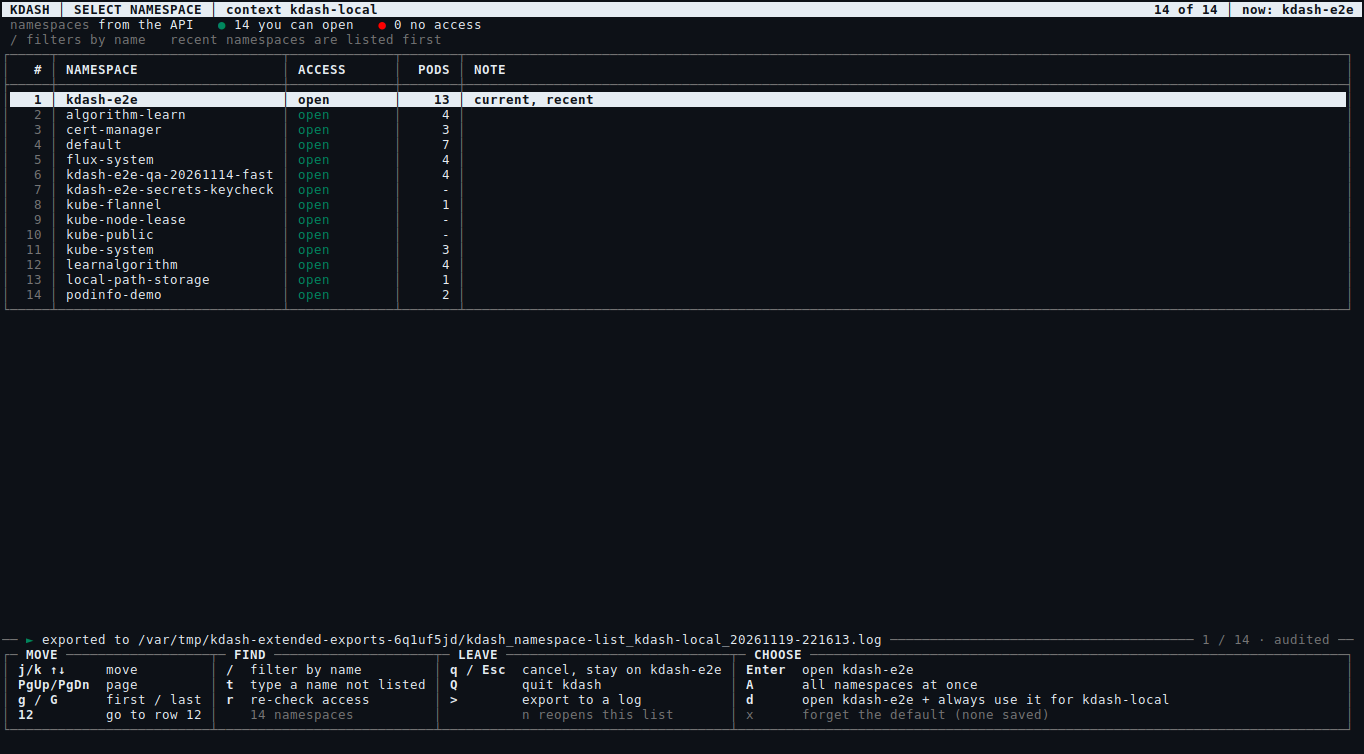 KDASH │ SELECT NAMESPACE │ context kdash-local 14 of 14 │ now: kdash-e2e
namespaces from the API ● 14 you can open ● 0 no access
/ filters by name recent namespaces are listed first
# │ NAMESPACE │ ACCESS │ PODS │ NOTE
1 │ kdash-e2e │ open │ 13 │ current, recent
2 │ algorithm-learn │ open │ 4 │
3 │ cert-manager │ open │ 3 │
4 │ default │ open │ 7 │
5 │ flux-system │ open │ 4 │
6 │ kdash-e2e-qa-20261114-fast │ open │ 4 │
7 │ kdash-e2e-secrets-keycheck │ open │ - │
8 │ kube-flannel │ open │ 1 │
9 │ kube-node-lease │ open │ - │
10 │ kube-public │ open │ - │
11 │ kube-system │ open │ 3 │
12 │ learnalgorithm │ open │ 4 │
13 │ local-path-storage │ open │ 1 │
14 │ podinfo-demo │ open │ 2 │
► exported to /var/tmp/kdash-extended-exports-6q1uf5jd/kdash_namespace-list_kdash-local_20261119-221613.log 1 / 14 · audited
MOVE FIND LEAVE CHOOSE
j/k ↑↓ move │ / filter by name │ q / Esc cancel, stay on kdash-e2e │ Enter open kdash-e2e
PgUp/PgDn page │ t type a name not listed │ Q quit kdash │ A all namespaces at once
g / G first / last │ r re-check access │ > export to a log │ d open kdash-e2e + always use it for kdash-local
12 go to row 12 │ 14 namespaces │ n reopens this list │ x forget the default (none saved)